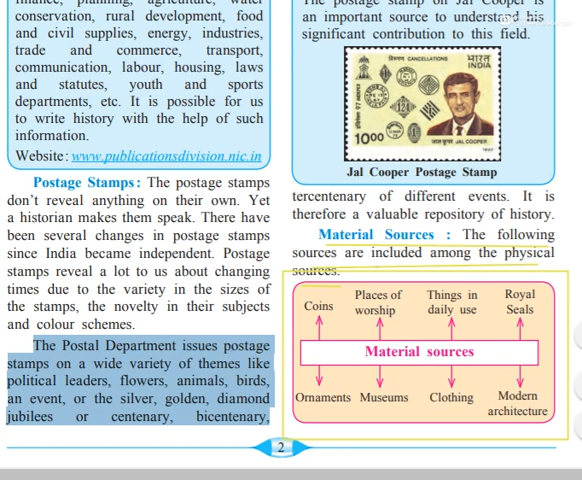 finance, planning, agriculture, water
conservation, rural development, food
and civil supplies, energy, industries,
trade and commerce, transport,
communication, labour, housing, laws
and statutes, youth and sports
departments, etc. It is possible for us
to write history with the help of such
information.
Website: www.publicationsdivision.nic.in
Postage Stamps: The postage stamps
don't reveal anything on their own. Yet
a historian makes them speak. There have
been several changes in postage stamps
since India became independent. Postage
stamps reveal a lot to us about changing
times due to the variety in the sizes of
the stamps, the novelty in their subjects
and colour schemes.
The Postal Department issues postage
stamps on a wide variety of themes like
political leaders, flowers, animals, birds,
an event, or the silver, golden, diamond
jubilees or centenary, bicentenary,
The postage stamp on Jal Cooper is
an important source to understand his
significant contribution to this field.
CANCELLATIONS
भारत
INDIA
1000
जाल कूपर JAL COOPER
1997
Jal Cooper Postage Stamp
tercentenary of different events. It is
therefore a valuable repository of history.
Material Sources : The following
sources are included among the physical
sources.
Coins
Places of
worship
Things in
daily use
Royal
Seals
Material sources
Ornaments
Museums
Clothing
Modern
architecture
2